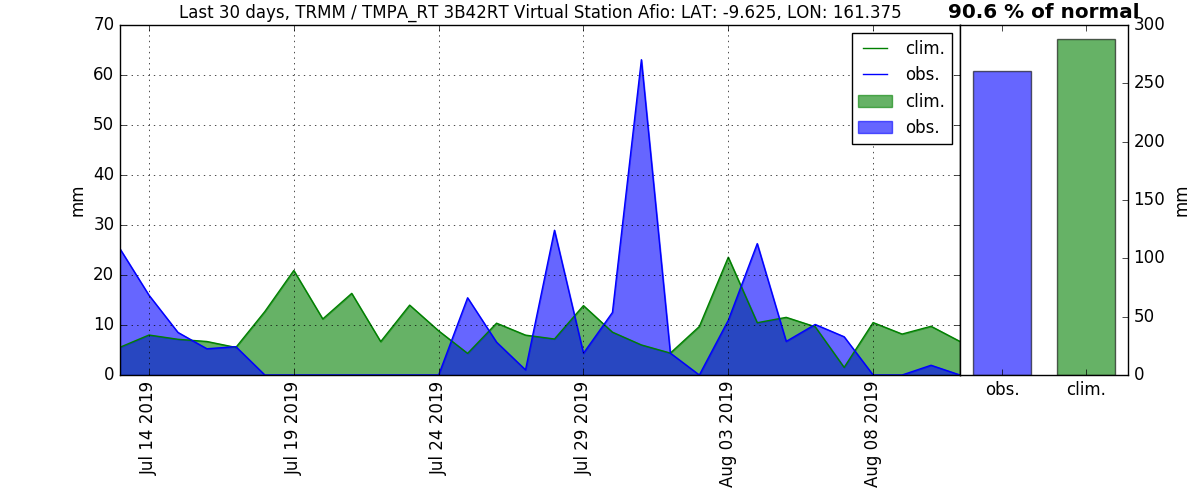 Last 30 days, TRMM / TMPA_RT 3B42RT Virtual Station Afio: LAT: -9.625, LON: 161.375
90.6 % of normal
70
60
50
40
30
20
10
0
mm
clim.
obs.
clim.
obs.
Jul 14 2019
Jul 19 2019
Jul 24 2019
Jul 29 2019
Aug 03 2019
Aug 08 2019
300
250
200
150
100
50
0
mm
obs.
clim.